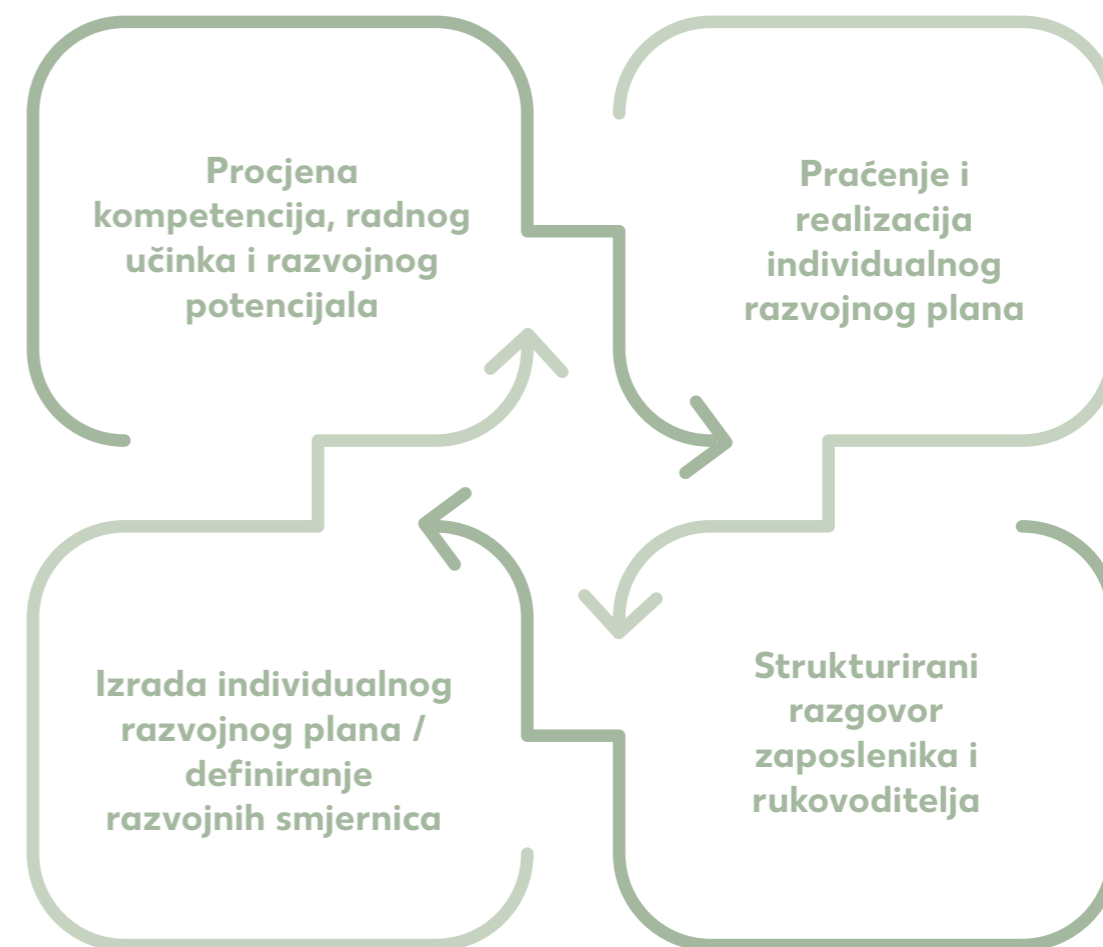 Procjena
kompetencija, radnog
učinka i razvojnog
potencijala
Praćenje i
realizacija
individualnog
razvojnog plana
Izrada individualnog
razvojnog plana /
definiranje
razvojnih smjernica
Strukturirani
razgovor
zaposlenika i
rukovoditelja